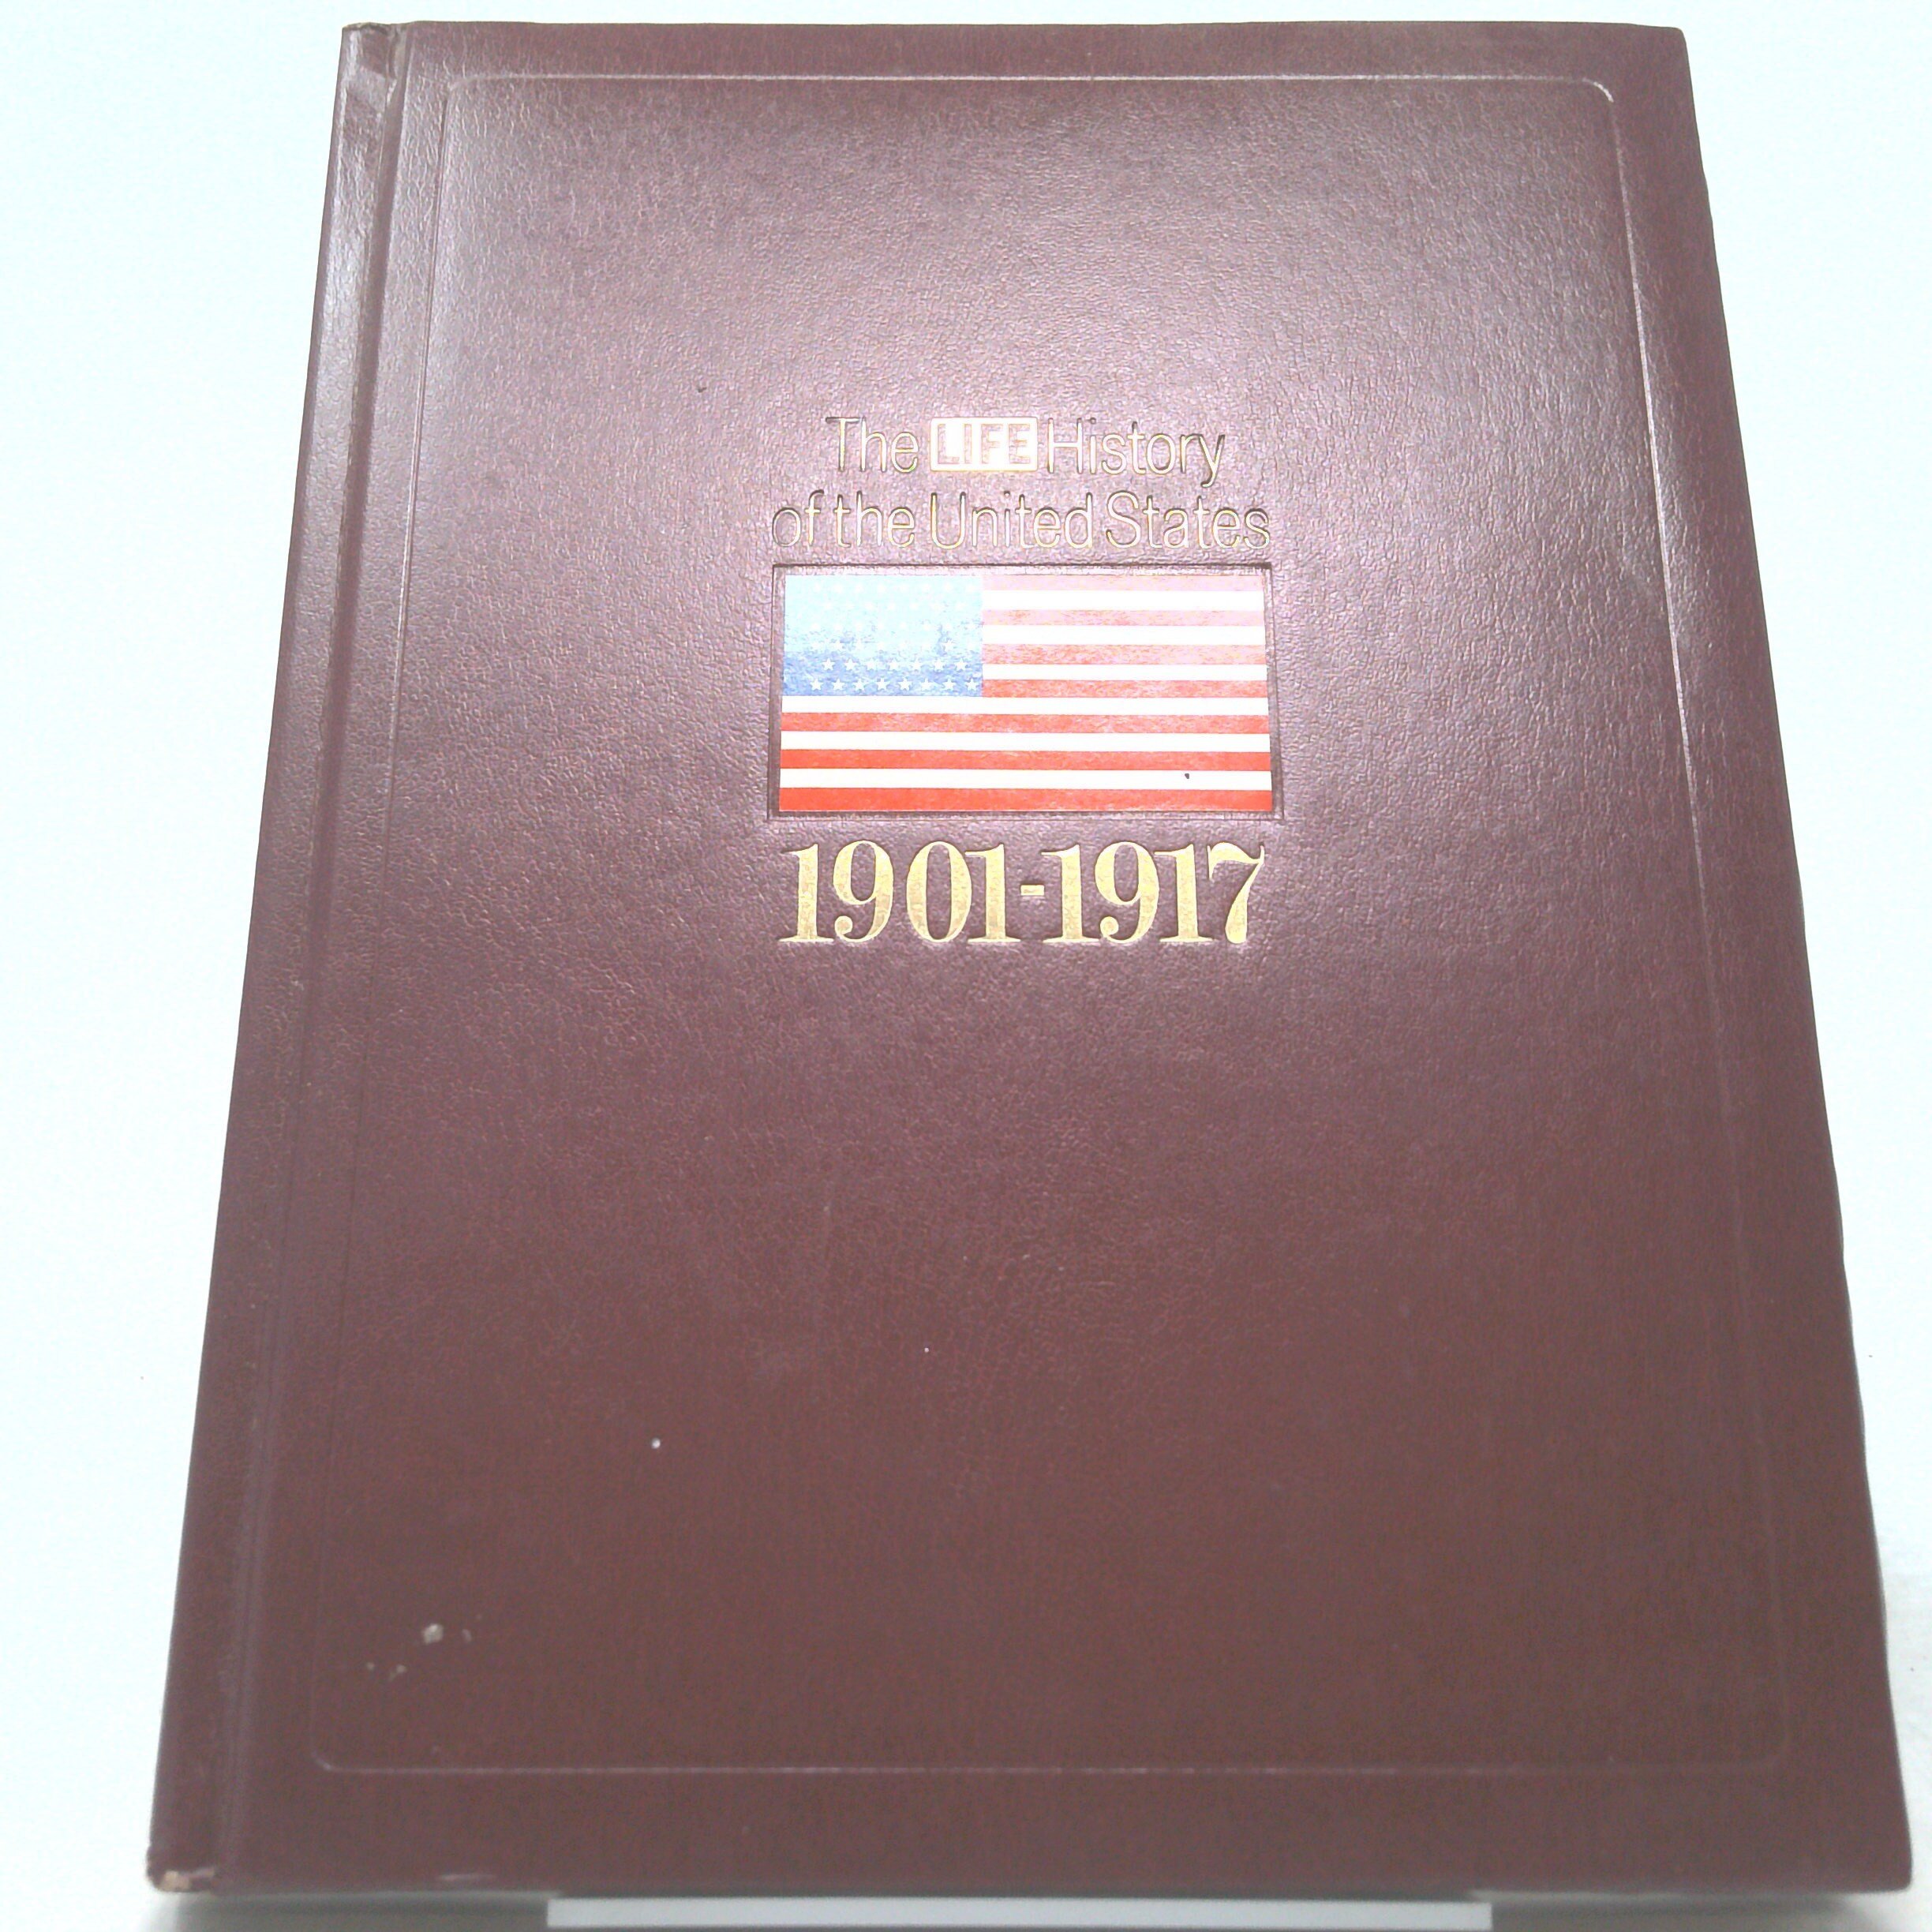 The LIFE History
of the United States
1901-1917